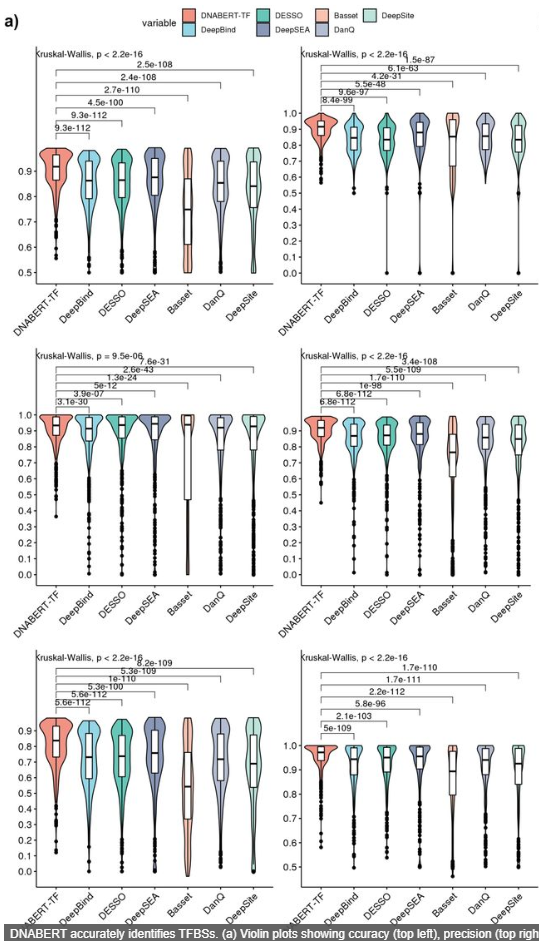 a)
variable
DNABERT-TF DESSO Basset DeepSite
DeepBind DeepSEA DanQ
Kruskal-Wallis, p < 2.2e-16
2.5e-108
2.4e-108
2.7e-110
4.5e-100
9.3e-112
9.3e-112
0.9
0.8
0.7
0.6
0.5
DNABERT-TF DeepBind DESSO DeepSEA Basset DanQ DeepSite
Kruskal-Wallis, p < 2.2e-16
1.5e-87
6.1e-63
4.2e-31
5.5e-48
9.6e-97
8.4e-99
1.0
0.9
0.8
0.7
0.6
0.5
0.4
0.3
0.2
0.1
0.0
DNABERT-TF DeepBind DESSO DeepSEA Basset DanQ DeepSite
Kruskal-Wallis, p = 9.5e-06
7.6e-31
2.6e-43
1.3e-24
5e-12
3.9e-07
3.1e-30
1.0
0.9
0.8
0.7
0.6
0.5
0.4
0.3
0.2
0.1
0.0
DNABERT-TF DeepBind DESSO DeepSEA Basset DanQ DeepSite
Kruskal-Wallis, p < 2.2e-16
3.4e-108
5.5e-109
1.7e-110
1e-98
6.8e-112
6.8e-112
0.9
0.8
0.7
0.6
0.5
0.4
0.3
0.2
0.1
0.0
DNABERT-TF DeepBind DESSO DeepSEA Basset DanQ DeepSite
Kruskal-Wallis, p < 2.2e-16
8.2e-109
5.3e-109
1e-110
5.3e-100
5.6e-112
5.6e-112
0.9
0.8
0.7
0.6
0.5
0.4
0.3
0.2
0.1
0.0
Kruskal-Wallis, p < 2.2e-16
1.7e-110
1.7e-111
2.2e-112
5.8e-96
2.1e-103
5e-109
1.0
0.9
0.8
0.7
0.6
0.5
DNABERT accurately identifies TFBSs. (a) Violin plots showing ccuracy (top left), precision (top righ